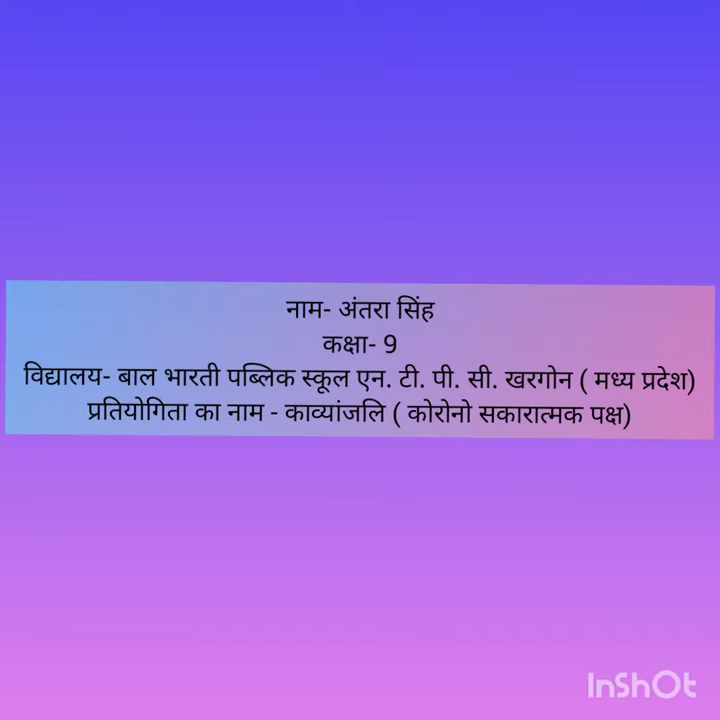 नाम- अंतरा सिंह
कक्षा- 9
विद्यालय- बाल भारती पब्लिक स्कूल एन. टी. पी. सी. खरगोन ( मध्य प्रदेश)
प्रतियोगिता का नाम - काव्यांजलि ( कोरोनो सकारात्मक पक्ष)
InShOt